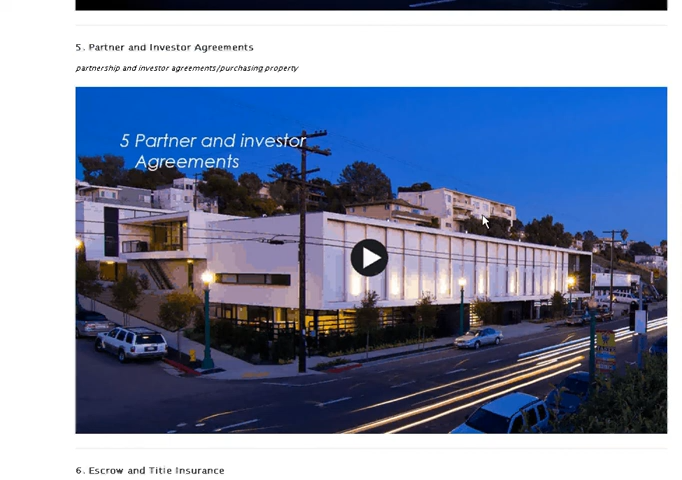 5. Partner and Investor Agreements
partnership and investor agreements/purchasing property
5 Partner and investor
Agreements
6. Escrow and Title Insurance